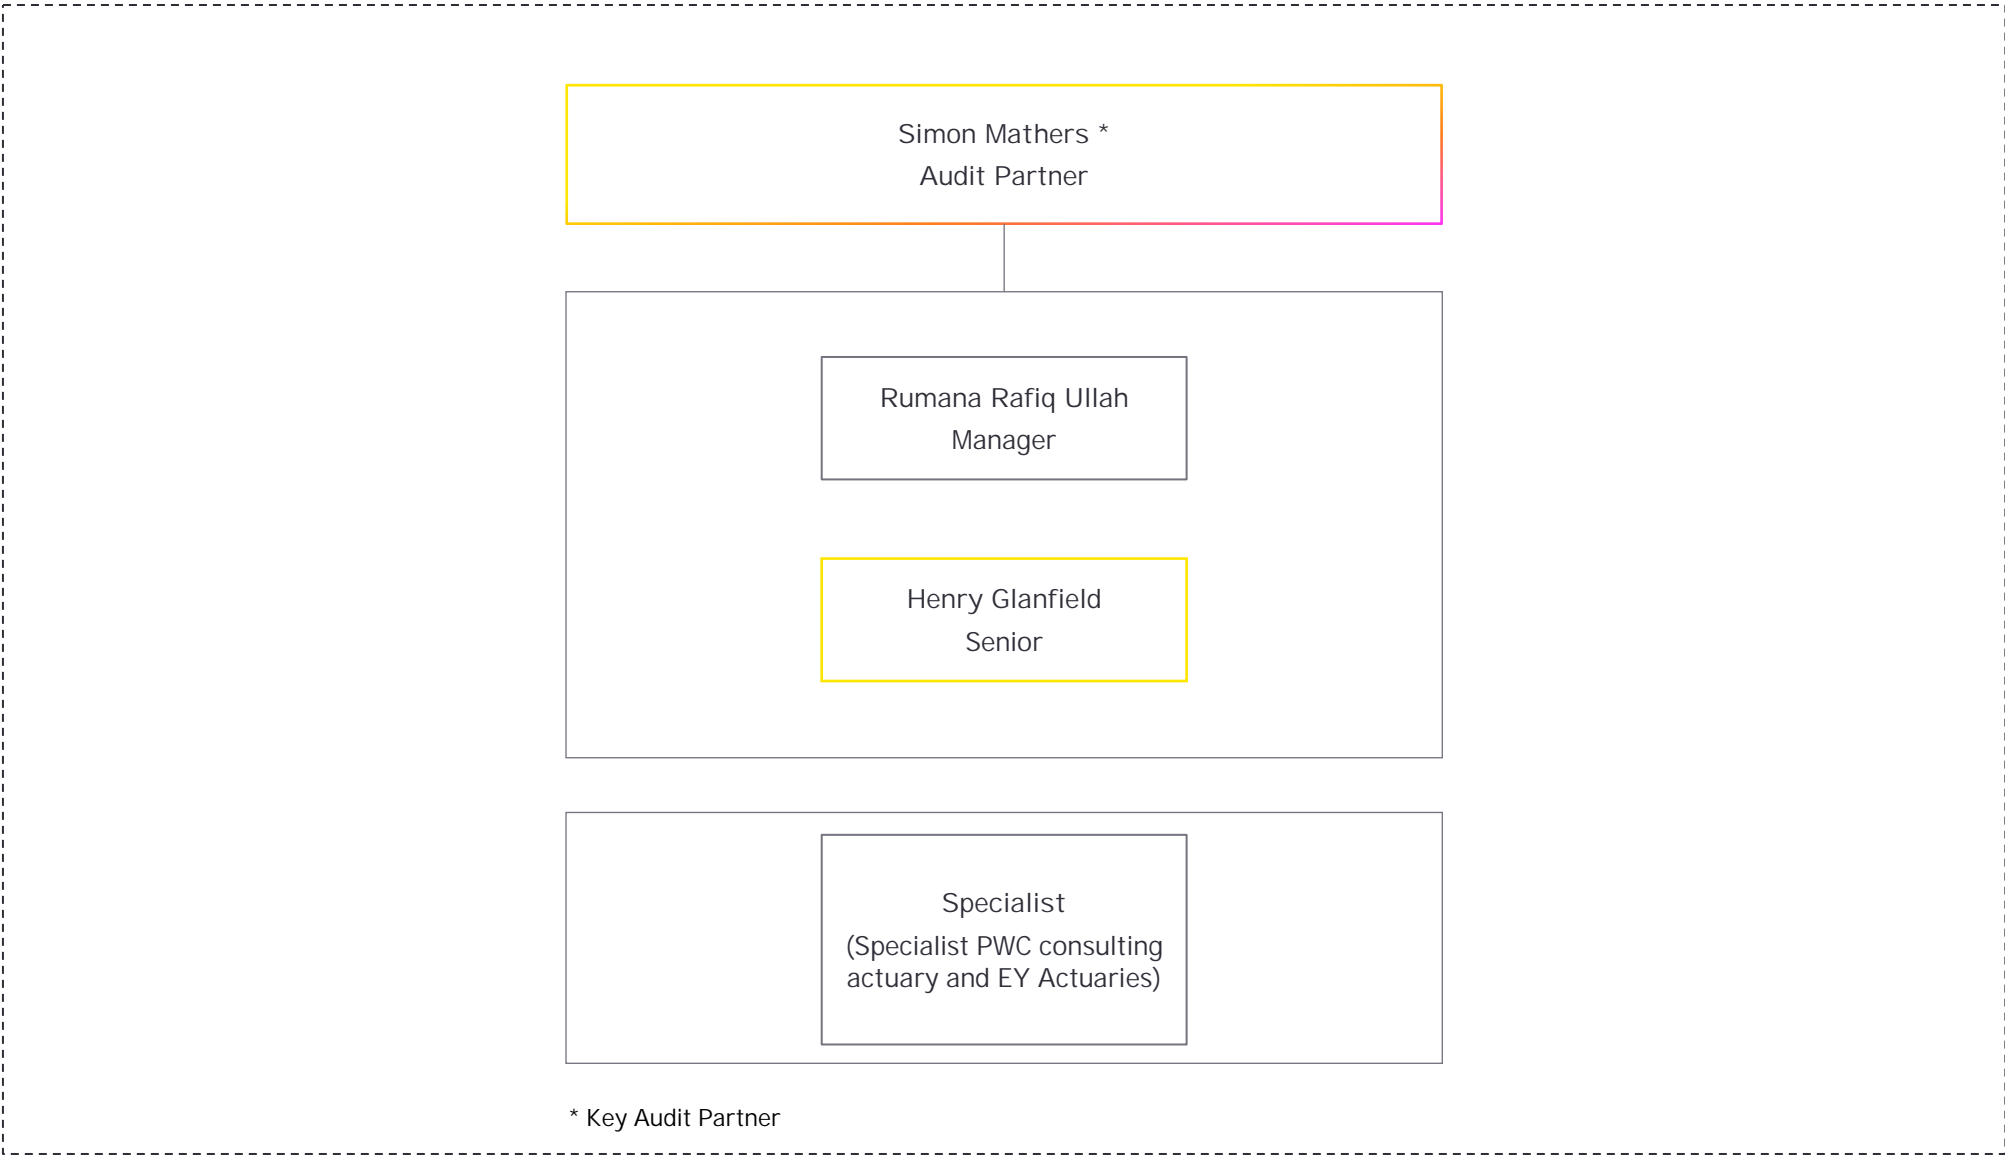 Simon Mathers *
Audit Partner
Rumana Rafiq Ullah
Manager
Henry Glanfield
Senior
Specialist
(Specialist PWC consulting
actuary and EY Actuaries)
* Key Audit Partner